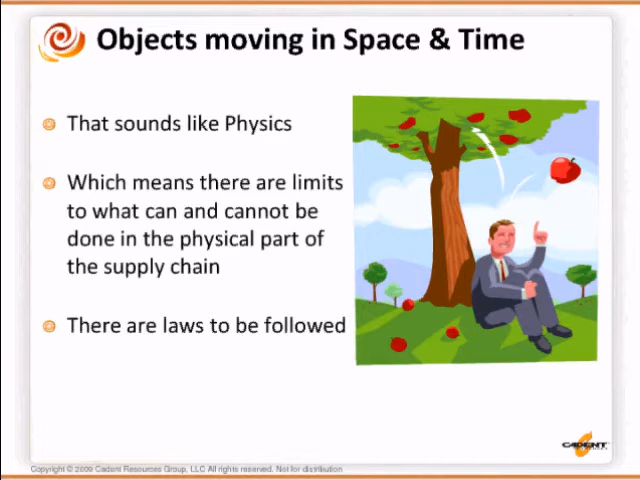 Objects moving in Space & Time
That sounds like Physics
Which means there are limits
to what can and cannot be
done in the physical part of
the supply chain
There are laws to be followed
CADENT
Copyright © 2009 Cadent Resources Group, LLC All rights reserved. Not for distribution